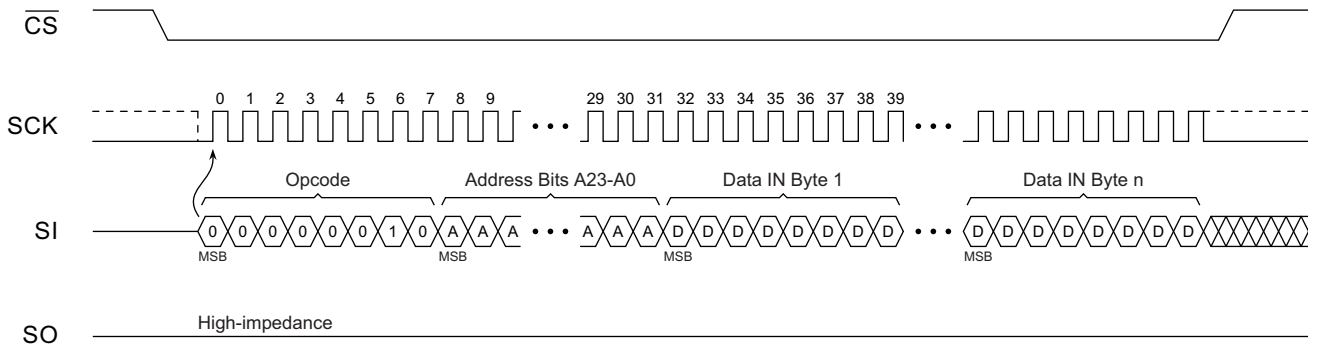 CS
SCK
0 1 2 3 4 5 6 7 8 9 29 30 31 32 33 34 35 36 37 38 39
Opcode Address Bits A23-A0 Data IN Byte 1 Data IN Byte n
SI
0 0 0 0 0 0 1 0 A A A A A A D D D D D D D D D D D D D D D D
MSB MSB MSB MSB
SO
High-impedance